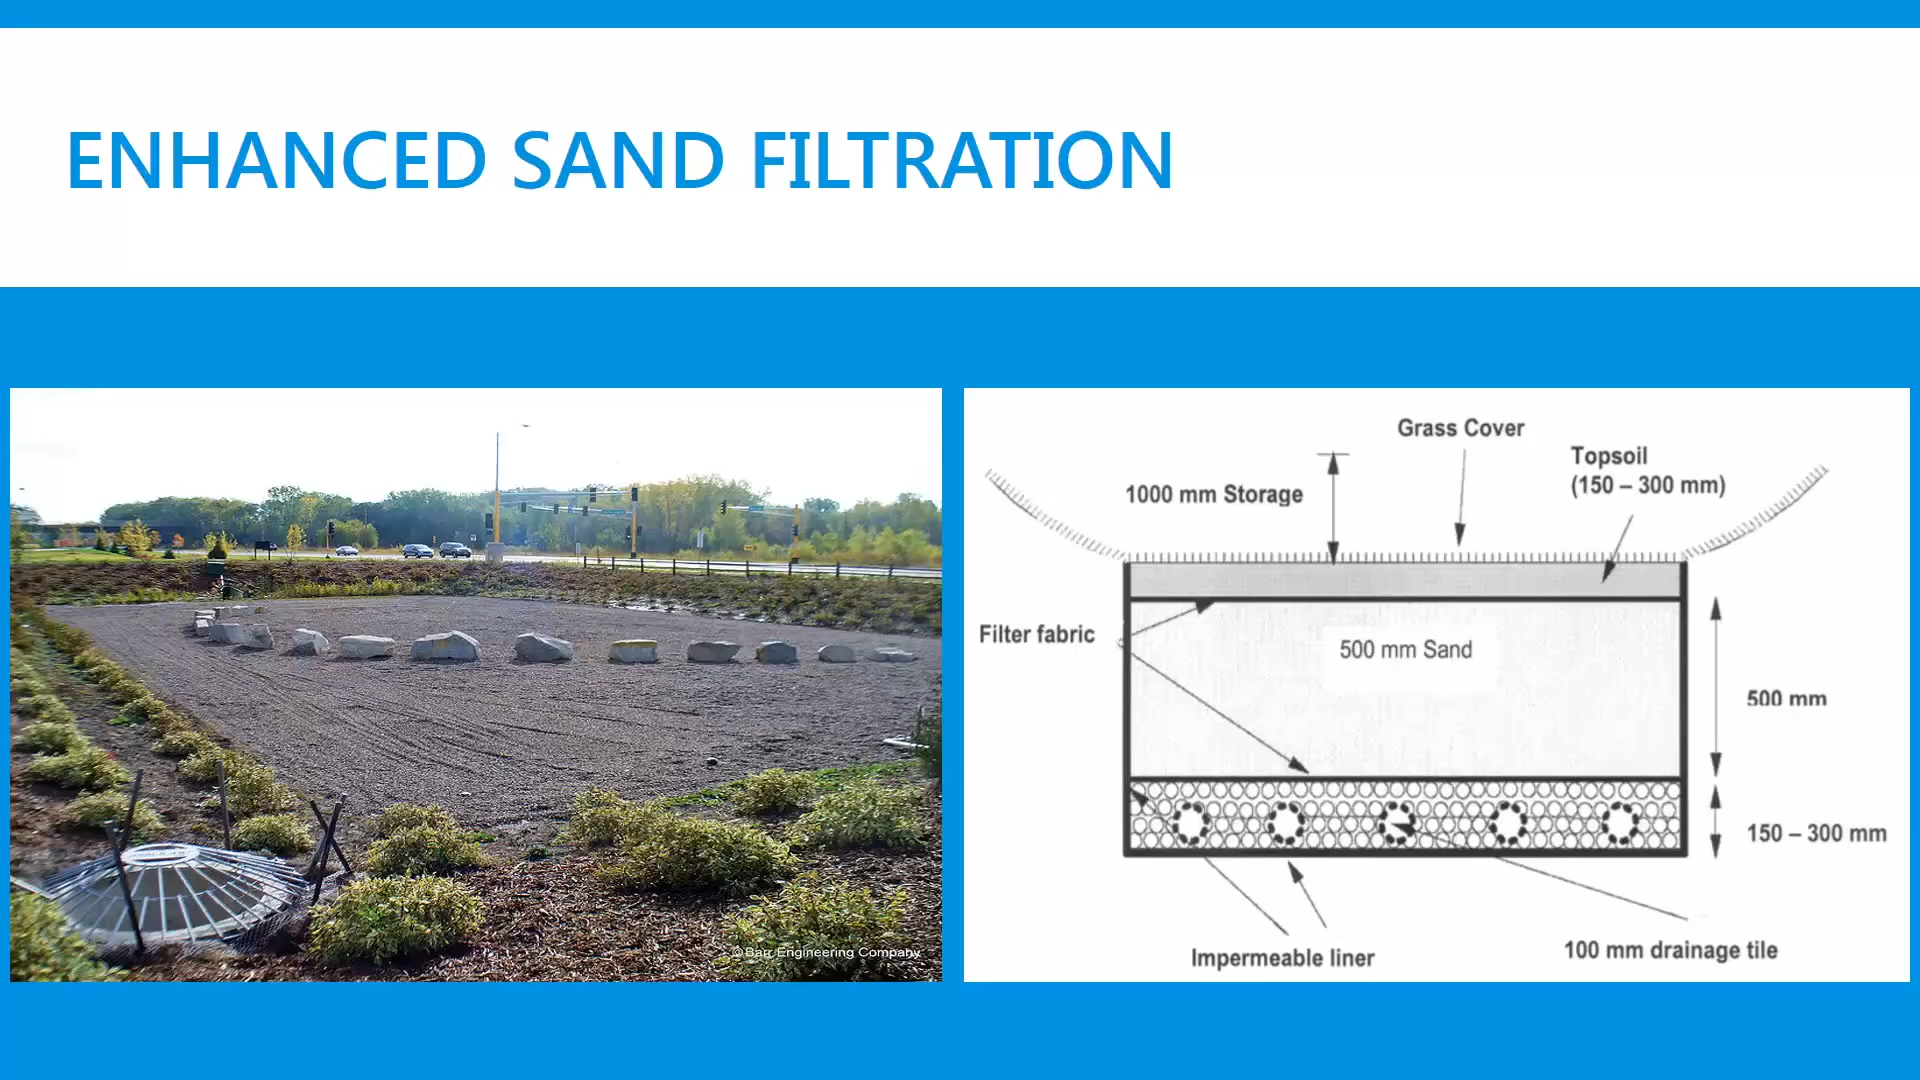 ENHANCED SAND FILTRATION
© Barr Engineering Company
Grass Cover
Topsoil
(150 – 300 mm)
1000 mm Storage
Filter fabric
500 mm Sand
500 mm
150 – 300 mm
Impermeable liner
100 mm drainage tile